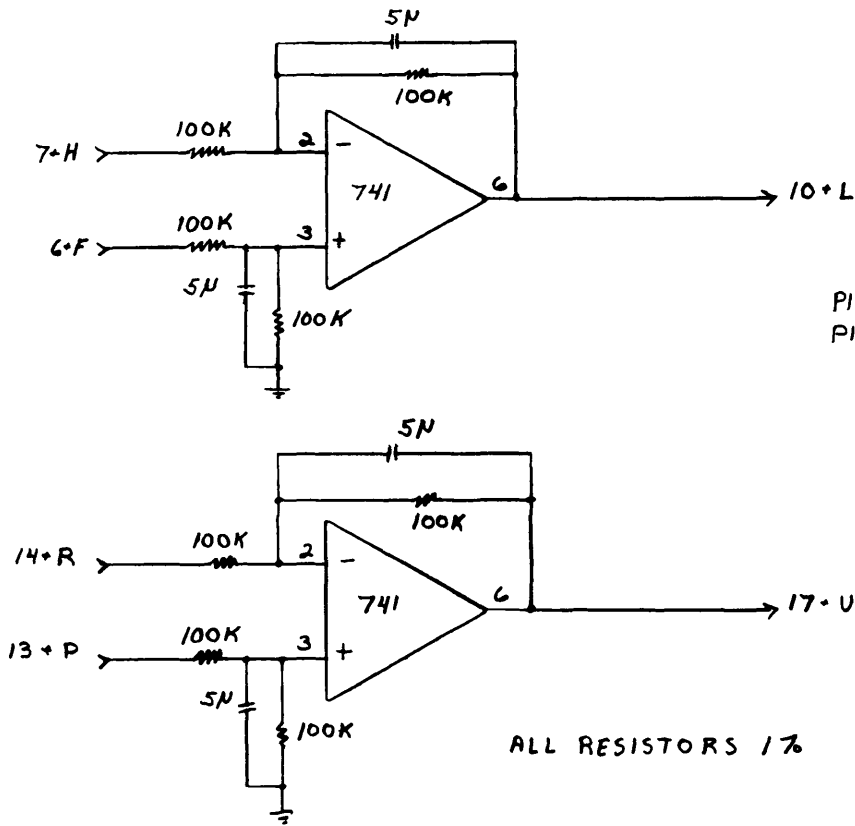 5µ
100K
100K
7+H
2
-
741
6
10+L
100K
6+F
3
+
5µ
100K
P1
P1
5µ
100K
100K
14+R
2
-
741
6
17+U
100K
13+P
3
+
5µ
100K
ALL RESISTORS 1%